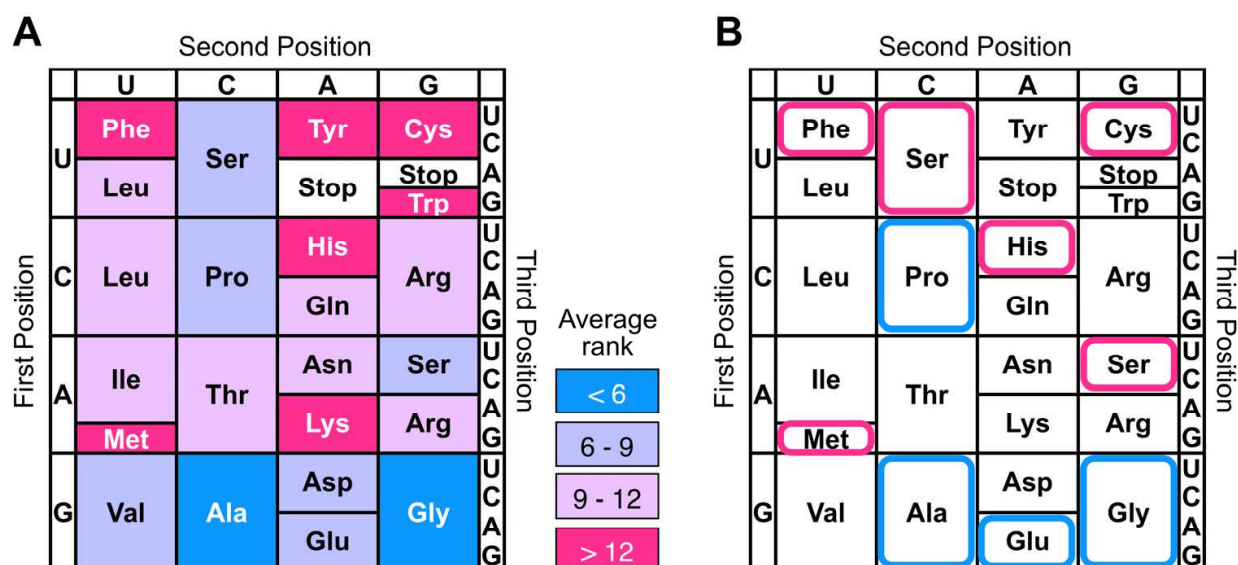 A
Second Position
U C A G
Phe Ser Tyr Cys U
C
U Leu Stop Stop A
Trp G
Leu Pro His Arg U
C
C Gln A
G
Ile Thr Asn Ser U
C
A Lys Arg A
Met G
Val Ala Asp Gly U
C
G Glu A
G
First Position
Third Position
Average
rank
< 6
6 - 9
9 - 12
> 12
B
Second Position
U C A G
Phe Ser Tyr Cys U
C
U Leu Stop Stop A
Trp G
Leu Pro His Arg U
C
C Gln A
G
Ile Thr Asn Ser U
C
A Lys Arg A
Met G
Val Ala Asp Gly U
C
G Glu A
G
First Position
Third Position